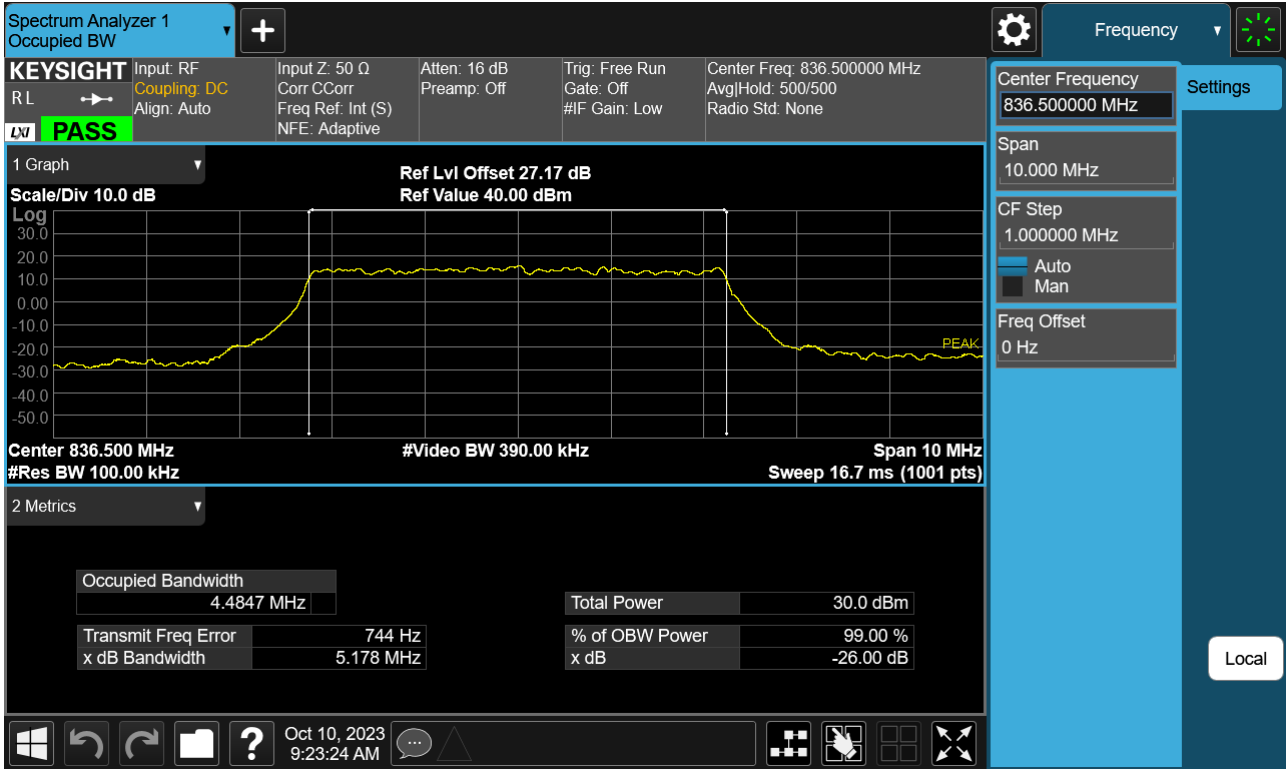 Spectrum Analyzer 1
Occupied BW
Frequency
KEYSIGHT
R L
LXI
PASS
Input: RF
Coupling: DC
Align: Auto
Input Z: 50 Ω
Corr CCorr
Freq Ref: Int (S)
NFE: Adaptive
Atten: 16 dB
Preamp: Off
Trig: Free Run
Gate: Off
#IF Gain: Low
Center Freq: 836.500000 MHz
Avg|Hold: 500/500
Radio Std: None
Center Frequency
836.500000 MHz
Settings
Span
10.000 MHz
CF Step
1.000000 MHz
Auto
Man
Freq Offset
0 Hz
Local
1 Graph
Scale/Div 10.0 dB
Ref Lvl Offset 27.17 dB
Ref Value 40.00 dBm
Log
30.0
20.0
10.0
0.00
-10.0
-20.0
-30.0
-40.0
-50.0
PEAK
Center 836.500 MHz
#Video BW 390.00 kHz
Span 10 MHz
#Res BW 100.00 kHz
Sweep 16.7 ms (1001 pts)
2 Metrics
Occupied Bandwidth
4.4847 MHz
Total Power 30.0 dBm
Transmit Freq Error 744 Hz
% of OBW Power 99.00 %
x dB Bandwidth 5.178 MHz
x dB -26.00 dB
?
Oct 10, 2023
9:23:24 AM